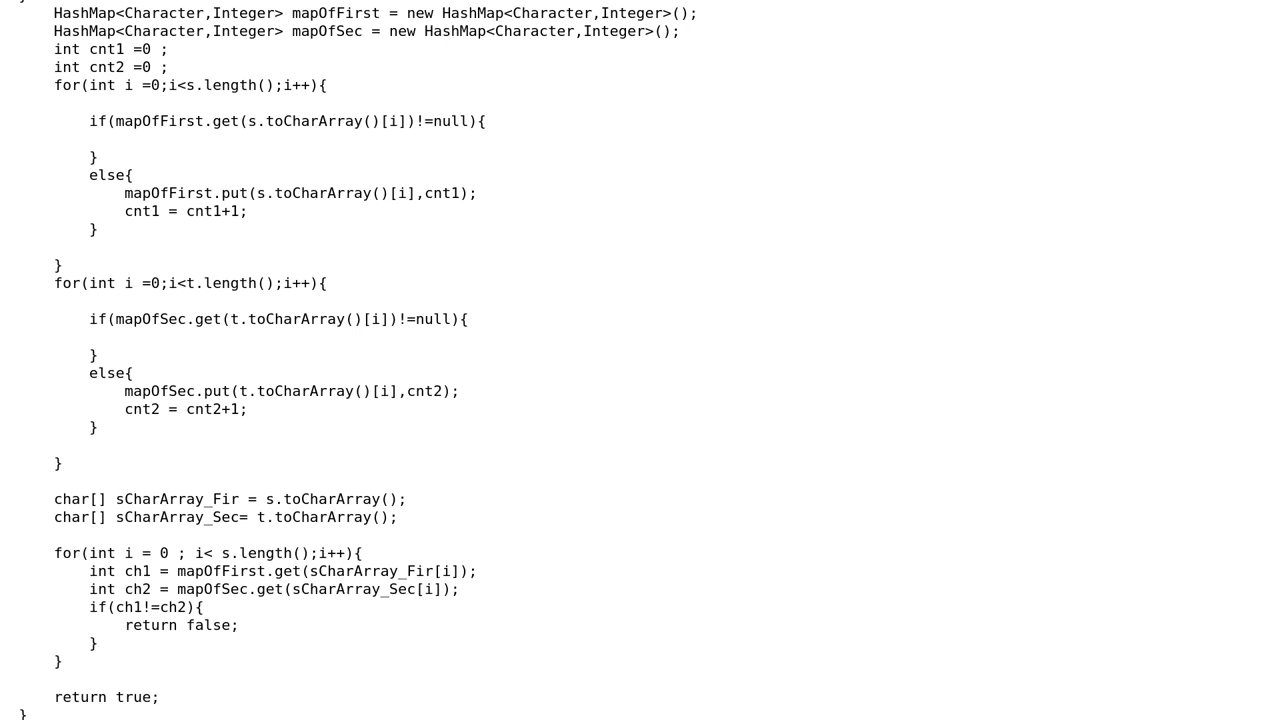 }
    HashMap<Character,Integer> mapOfFirst = new HashMap<Character,Integer>();
    HashMap<Character,Integer> mapOfSec = new HashMap<Character,Integer>();
    int cnt1 =0 ;
    int cnt2 =0 ;
    for(int i =0;i<s.length();i++){

        if(mapOfFirst.get(s.toCharArray()[i])!=null){

        }
        else{
            mapOfFirst.put(s.toCharArray()[i],cnt1);
            cnt1 = cnt1+1;
        }

    }
    for(int i =0;i<t.length();i++){

        if(mapOfSec.get(t.toCharArray()[i])!=null){

        }
        else{
            mapOfSec.put(t.toCharArray()[i],cnt2);
            cnt2 = cnt2+1;
        }

    }

    char[] sCharArray_Fir = s.toCharArray();
    char[] sCharArray_Sec= t.toCharArray();

    for(int i = 0 ; i< s.length();i++){
        int ch1 = mapOfFirst.get(sCharArray_Fir[i]);
        int ch2 = mapOfSec.get(sCharArray_Sec[i]);
        if(ch1!=ch2){
            return false;
        }
    }

    return true;
}